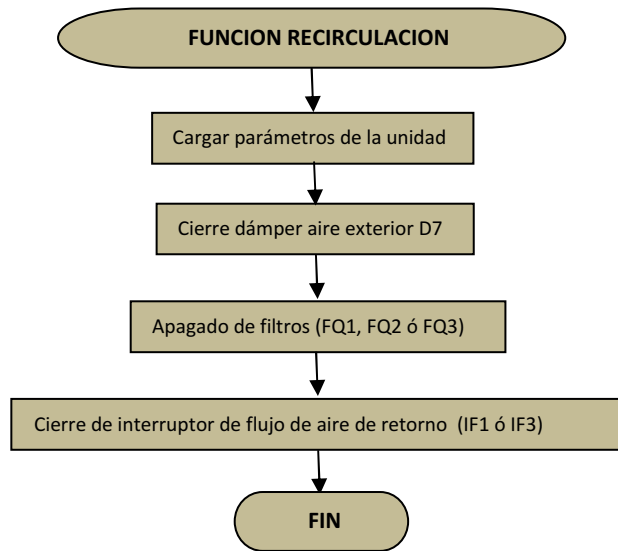 FUNCION RECIRCULACION
Cargar parámetros de la unidad
Cierre dámper aire exterior D7
Apagado de filtros (FQ1, FQ2 ó FQ3)
Cierre de interruptor de flujo de aire de retorno (IF1 ó IF3)
FIN